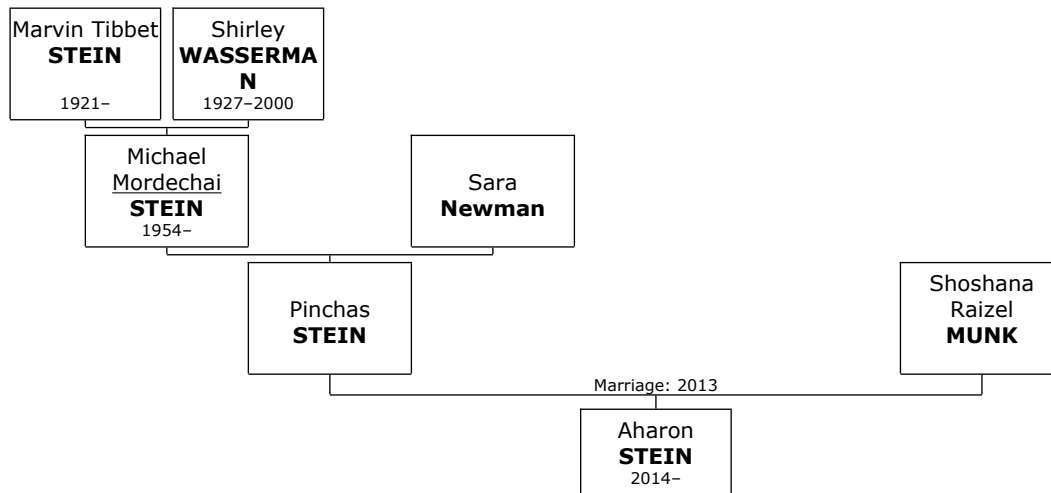 Marvin Tibbet
STEIN
1921–
Shirley
WASSERMA
N
1927–2000
Michael
Mordechai
STEIN
1954–
Sara
Newman
Pinchas
STEIN
Shoshana
Raizel
MUNK
Marriage: 2013
Aharon
STEIN
2014–